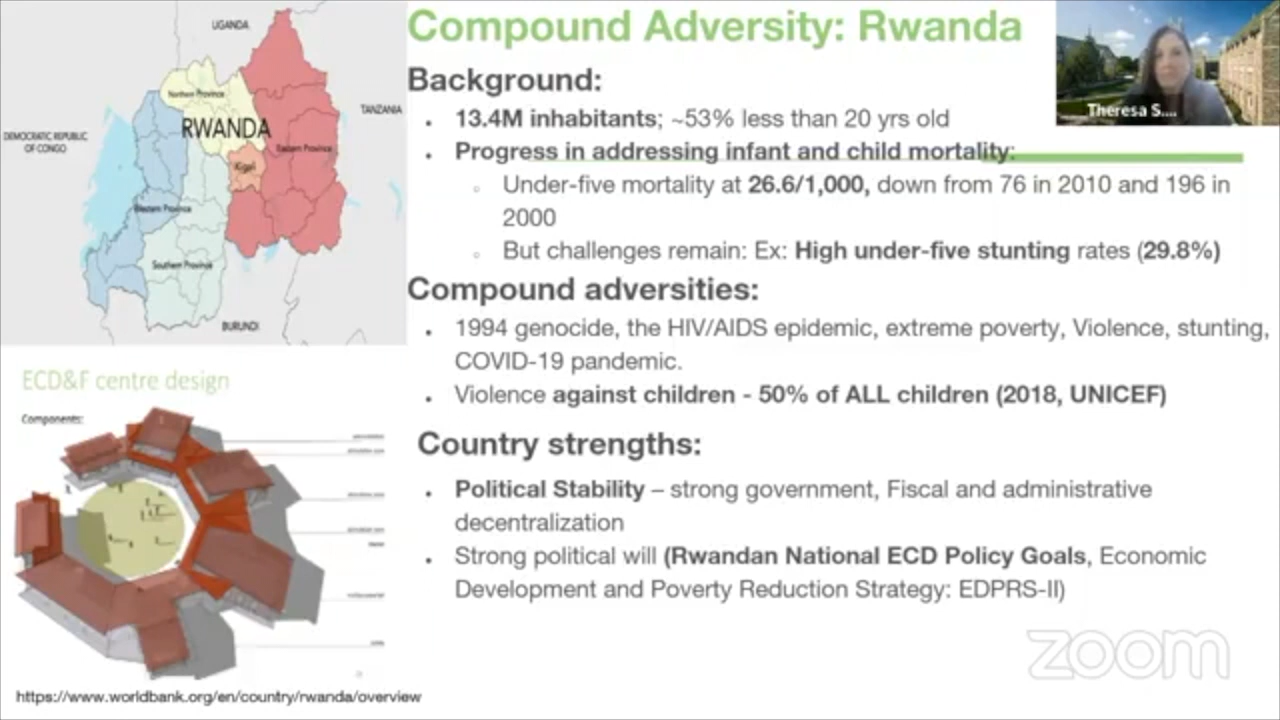 Compound Adversity: Rwanda
Theresa S....
Background:
13.4M inhabitants; ~53% less than 20 yrs old
Progress in addressing infant and child mortality:
Under-five mortality at 26.6/1,000, down from 76 in 2010 and 196 in
2000
But challenges remain: Ex: High under-five stunting rates (29.8%)
Compound adversities:
1994 genocide, the HIV/AIDS epidemic, extreme poverty, Violence, stunting,
COVID-19 pandemic.
Violence against children - 50% of ALL children (2018, UNICEF)
Country strengths:
Political Stability – strong government, Fiscal and administrative
decentralization
Strong political will (Rwandan National ECD Policy Goals, Economic
Development and Poverty Reduction Strategy: EDPRS-II)
UGANDA
Northern Province
TANZANIA
RWANDA
DEMOCRATIC REPUBLIC
OF CONGO
Eastern Province
Kigali
Western Province
Southern Province
BURUNDI
ECD&F centre design
Components:
https://www.worldbank.org/en/country/rwanda/overview
zoom